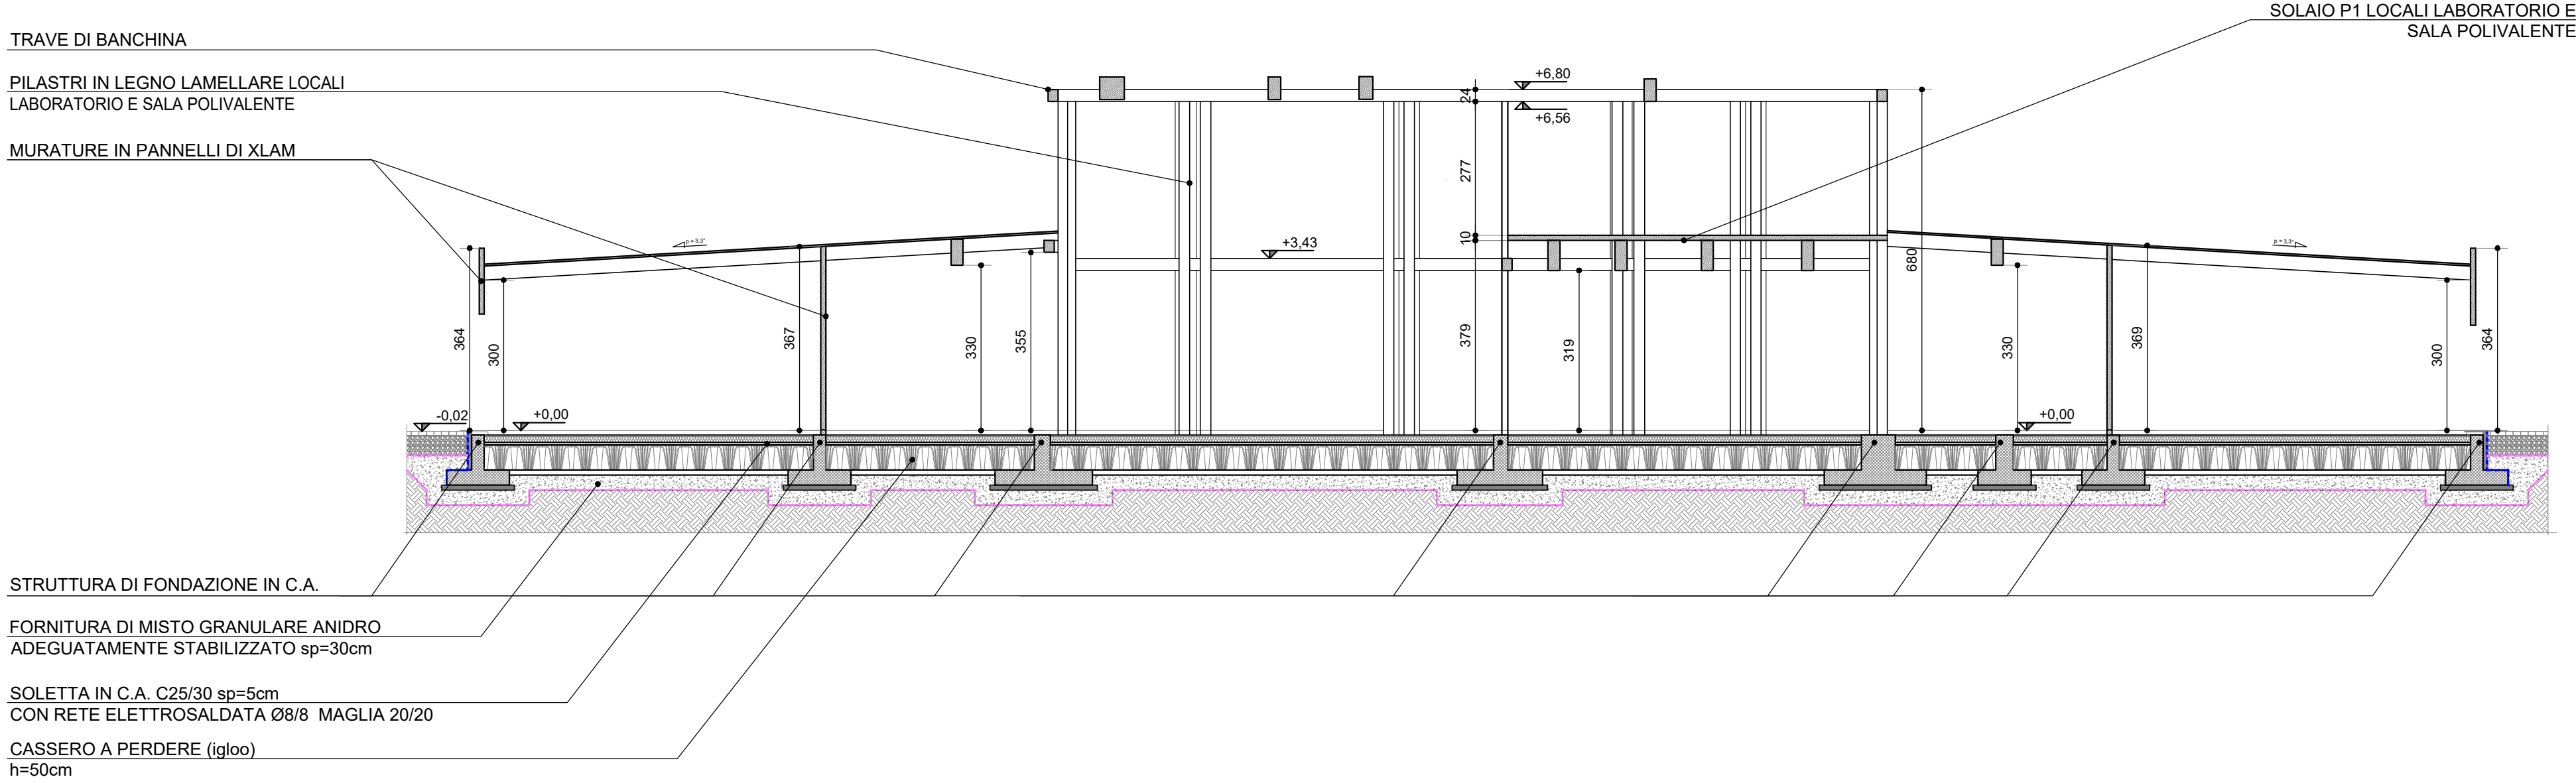 SOLAIO P1 LOCALI LABORATORIO E
SALA POLIVALENTE
TRAVE DI BANCHINA
PILASTRI IN LEGNO LAMELLARE LOCALI
LABORATORIO E SALA POLIVALENTE
MURATURE IN PANNELLI DI XLAM
+6,80
24
+6,56
277
10
+3,43
680
p = 3.3°
p = 3.3°
364
300
367
330
355
379
319
330
369
300
364
-0,02
+0,00
+0,00
STRUTTURA DI FONDAZIONE IN C.A.
FORNITURA DI MISTO GRANULARE ANIDRO
ADEGUATAMENTE STABILIZZATO sp=30cm
SOLETTA IN C.A. C25/30 sp=5cm
CON RETE ELETTROSALDATA Ø8/8 MAGLIA 20/20
CASSERO A PERDERE (igloo)
h=50cm